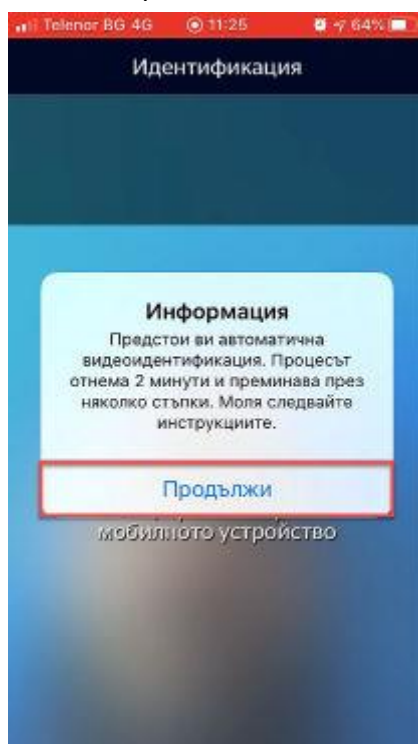 Telenor BG 4G 11:25 64%
Идентификация
Информация
Предстои ви автоматична
видеоидентификация. Процесът
отнема 2 минути и преминава през
няколко стъпки. Моля следвайте
инструкциите.
Продължи
мобилното устройство